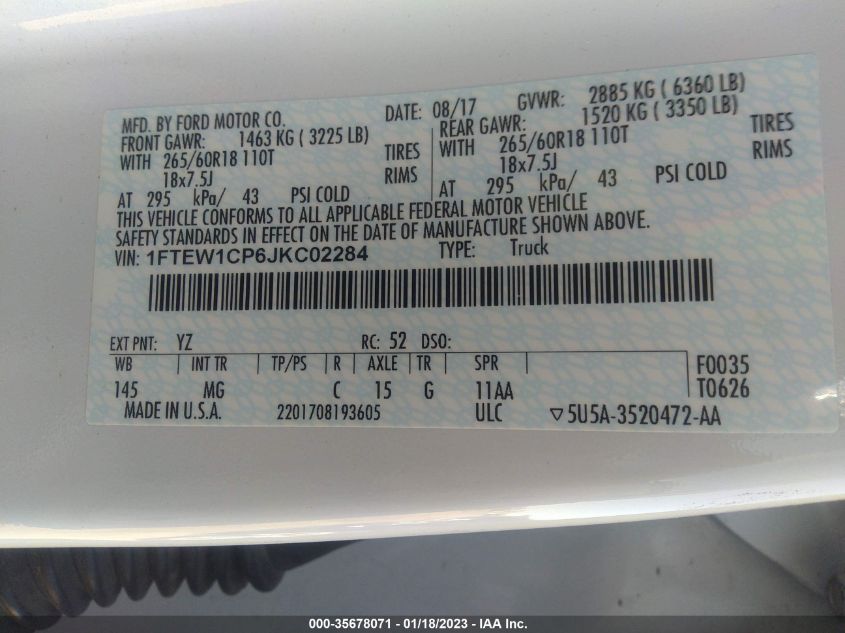 MFD. BY FORD MOTOR CO. DATE: 08/17 GVWR: 2885 KG ( 6360 LB)
FRONT GAWR: 1463 KG ( 3225 LB) REAR GAWR: 1520 KG ( 3350 LB)
WITH 265/60R18 110T TIRES WITH 265/60R18 110T TIRES
18x7.5J RIMS 18x7.5J RIMS
AT 295 kPa/ 43 PSI COLD AT 295 kPa/ 43 PSI COLD
THIS VEHICLE CONFORMS TO ALL APPLICABLE FEDERAL MOTOR VEHICLE
SAFETY STANDARDS IN EFFECT ON THE DATE OF MANUFACTURE SHOWN ABOVE.
VIN: 1FTEW1CP6JKC02284 TYPE: Truck
EXT PNT: YZ RC: 52 DSO:
WB INT TR TP/PS R AXLE TR SPR F0035
145 MG C 15 G 11AA T0626
MADE IN U.S.A. 2201708193605 ULC ▽5U5A-3520472-AA
000-35678071 - 01/18/2023 - IAA Inc.